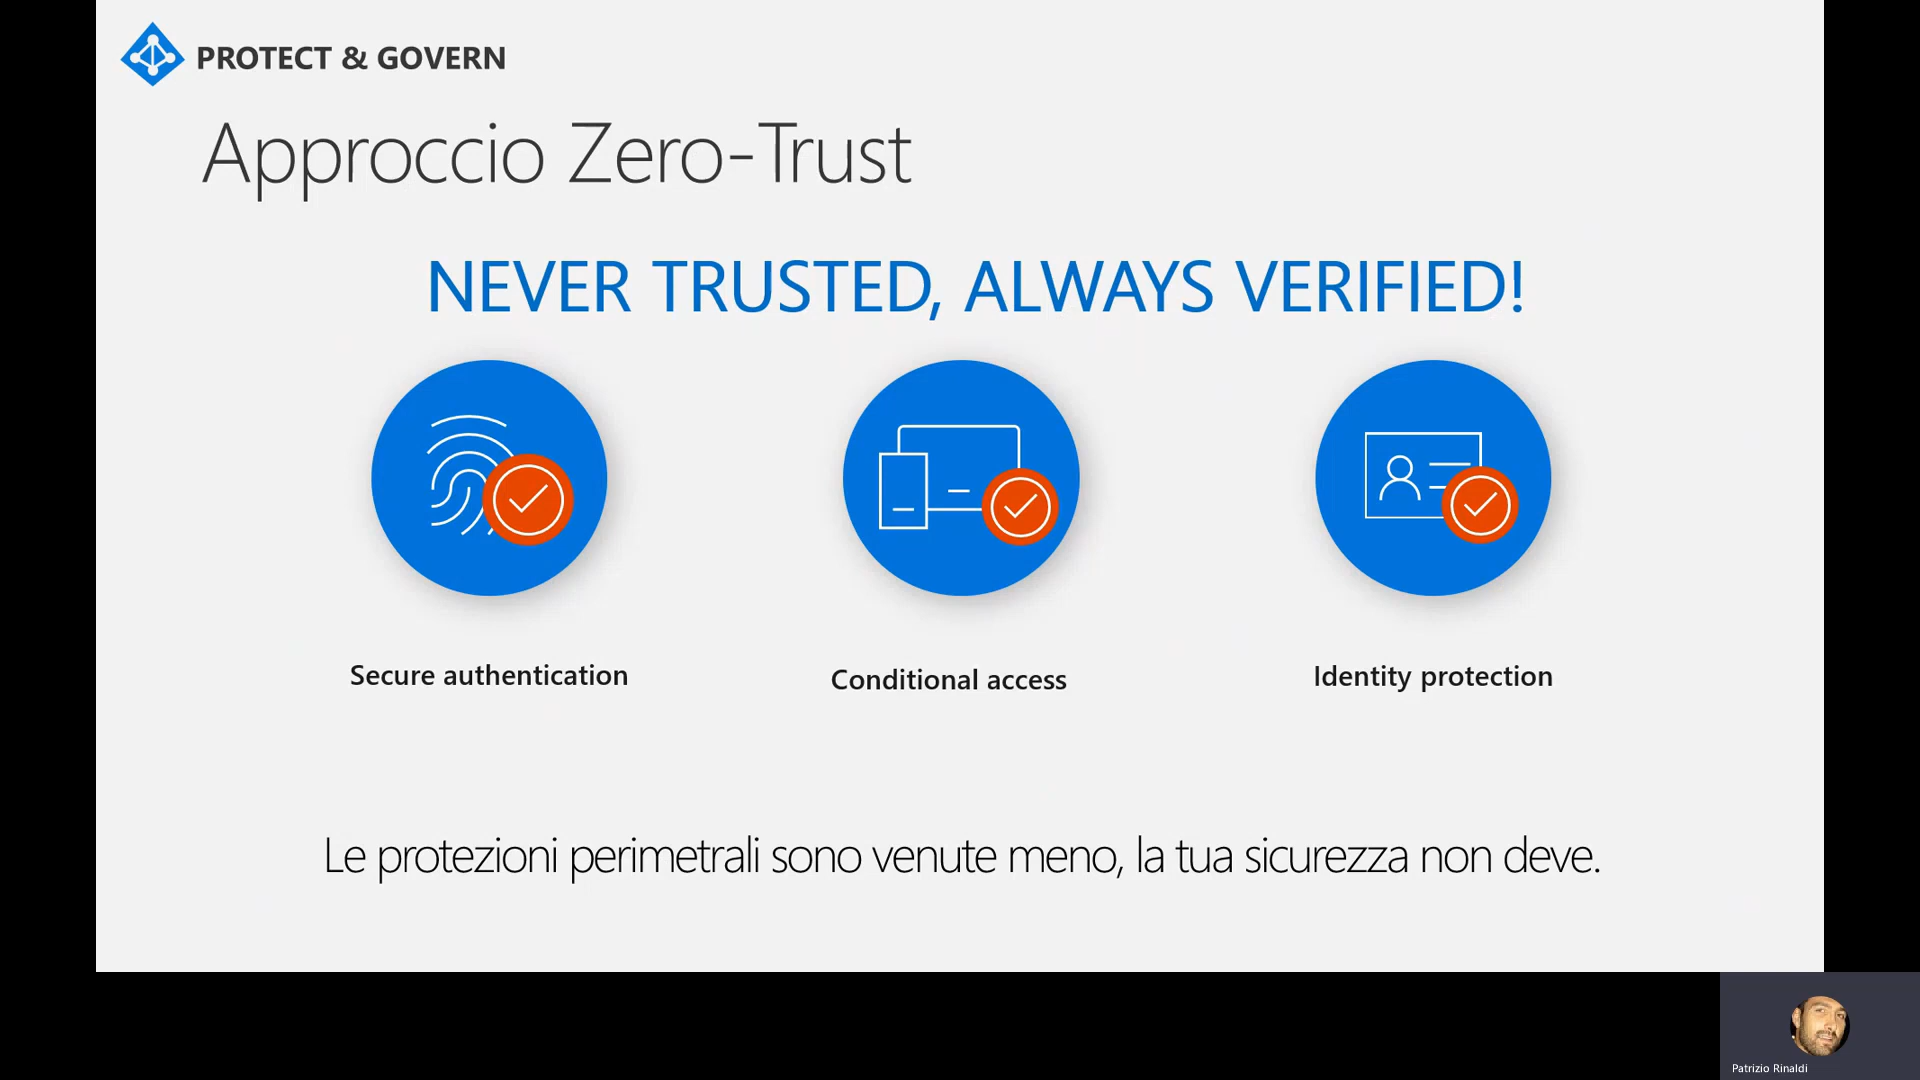 PROTECT & GOVERN
Approccio Zero-Trust
NEVER TRUSTED, ALWAYS VERIFIED!
Secure authentication
Conditional access
Identity protection
Le protezioni perimetrali sono venute meno, la tua sicurezza non deve.
Patrizio Rinaldi